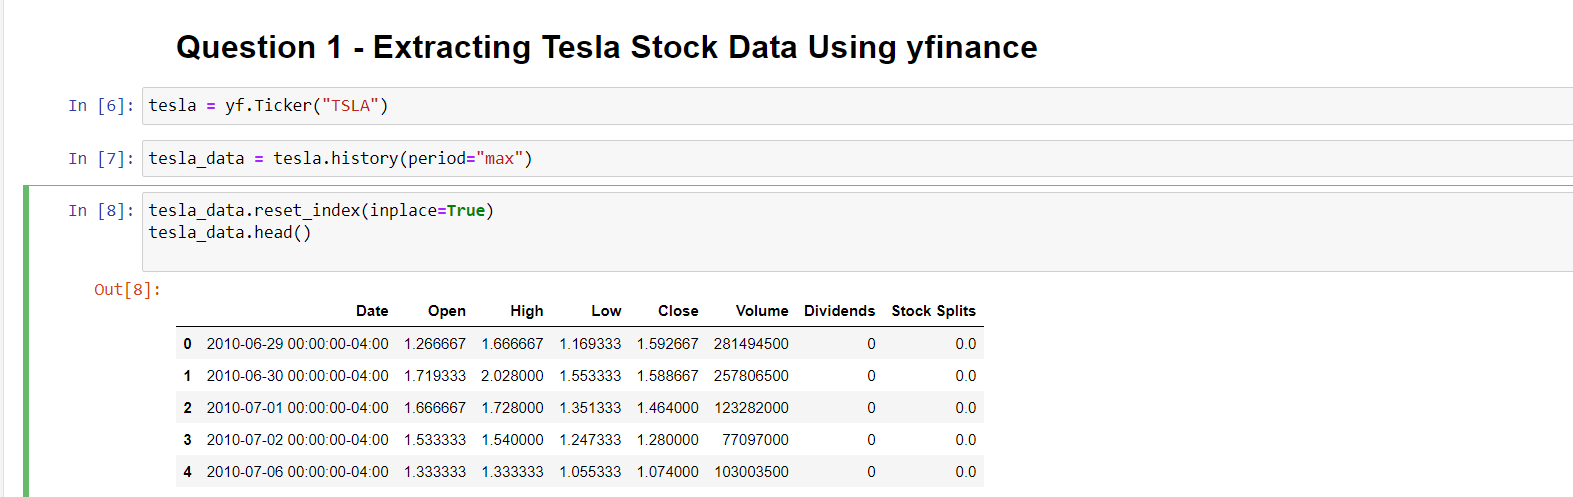 Question 1 - Extracting Tesla Stock Data Using yfinance
In [6]: tesla = yf.Ticker("TSLA")
In [7]: tesla_data = tesla.history(period="max")
In [8]: tesla_data.reset_index(inplace=True)
tesla_data.head()
Out[8]:
Date Open High Low Close Volume Dividends Stock Splits
0 2010-06-29 00:00:00-04:00 1.266667 1.666667 1.169333 1.592667 281494500 0 0.0
1 2010-06-30 00:00:00-04:00 1.719333 2.028000 1.553333 1.588667 257806500 0 0.0
2 2010-07-01 00:00:00-04:00 1.666667 1.728000 1.351333 1.464000 123282000 0 0.0
3 2010-07-02 00:00:00-04:00 1.533333 1.540000 1.247333 1.280000 77097000 0 0.0
4 2010-07-06 00:00:00-04:00 1.333333 1.333333 1.055333 1.074000 103003500 0 0.0